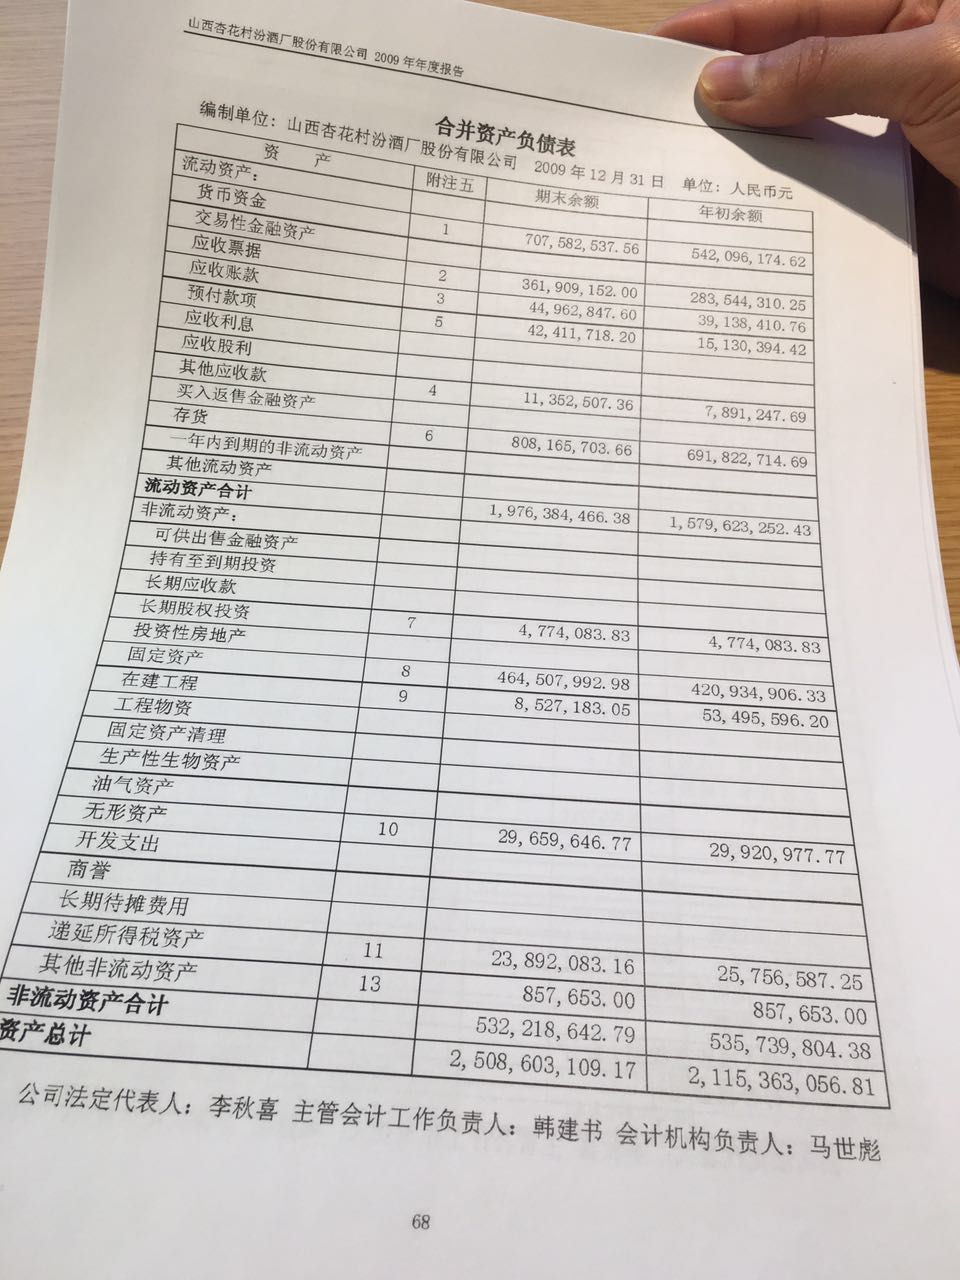 山西杏花村汾酒厂股份有限公司 2009 年年度报告
合并资产负债表
编制单位：山西杏花村汾酒厂股份有限公司 2009 年 12 月 31 日 单位：人民币元
资 产 附注五 期末余额 年初余额
流动资产：
货币资金 1 707,582,537.56 542,096,174.62
交易性金融资产
应收票据 2 361,909,152.00 283,544,310.25
应收账款 3 44,962,847.60 39,138,410.76
预付款项 5 42,411,718.20 15,130,394.42
应收利息
应收股利
其他应收款 4 11,352,507.36 7,891,247.69
买入返售金融资产
存货 6 808,165,703.66 691,822,714.69
一年内到期的非流动资产
其他流动资产
流动资产合计 1,976,384,466.38 1,579,623,252.43
非流动资产：
可供出售金融资产
持有至到期投资
长期应收款
长期股权投资 7 4,774,083.83 4,774,083.83
投资性房地产
固定资产 8 464,507,992.98 420,934,906.33
在建工程 9 8,527,183.05 53,495,596.20
工程物资
固定资产清理
生产性生物资产
油气资产
无形资产 10 29,659,646.77 29,920,977.77
开发支出
商誉
长期待摊费用
递延所得税资产 11 23,892,083.16 25,756,587.25
其他非流动资产 13 857,653.00 857,653.00
非流动资产合计 532,218,642.79 535,739,804.38
资产总计 2,508,603,109.17 2,115,363,056.81
公司法定代表人：李秋喜 主管会计工作负责人：韩建书 会计机构负责人：马世彪
68